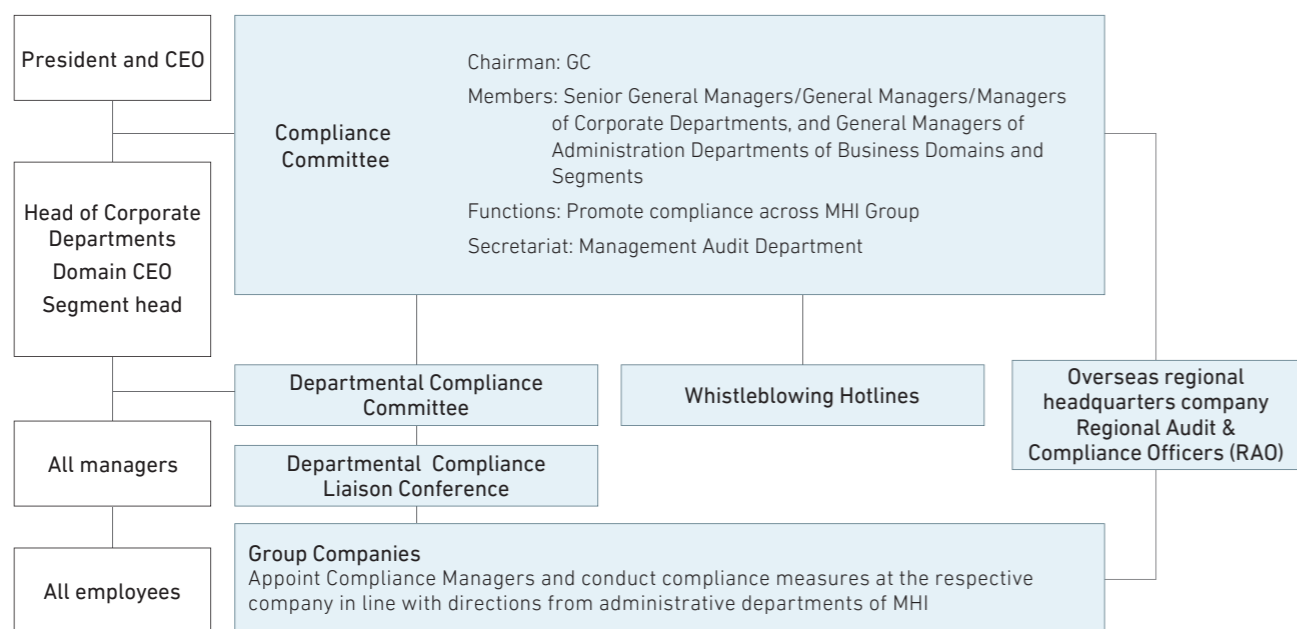 President and CEO
Head of Corporate
Departments
Domain CEO
Segment head
All managers
All employees
Compliance
Committee
Chairman: GC
Members: Senior General Managers/General Managers/Managers
of Corporate Departments, and General Managers of
Administration Departments of Business Domains and
Segments
Functions: Promote compliance across MHI Group
Secretariat: Management Audit Department
Departmental Compliance
Committee
Whistleblowing Hotlines
Overseas regional
headquarters company
Regional Audit &
Compliance Officers (RAO)
Departmental Compliance
Liaison Conference
Group Companies
Appoint Compliance Managers and conduct compliance measures at the respective
company in line with directions from administrative departments of MHI